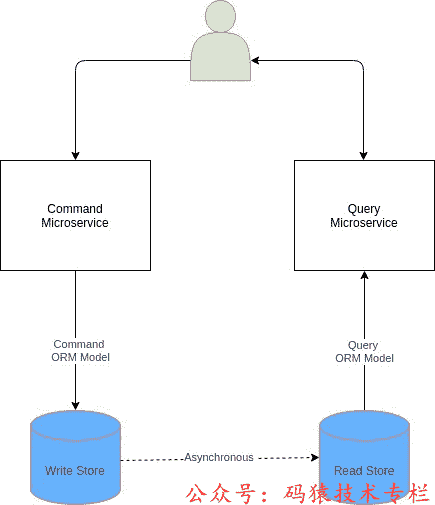 Command
Microservice
Query
Microservice
Command
ORM Model
Query
ORM Model
Write Store
Asynchronous
Read Store
公众号：码猿技术专栏